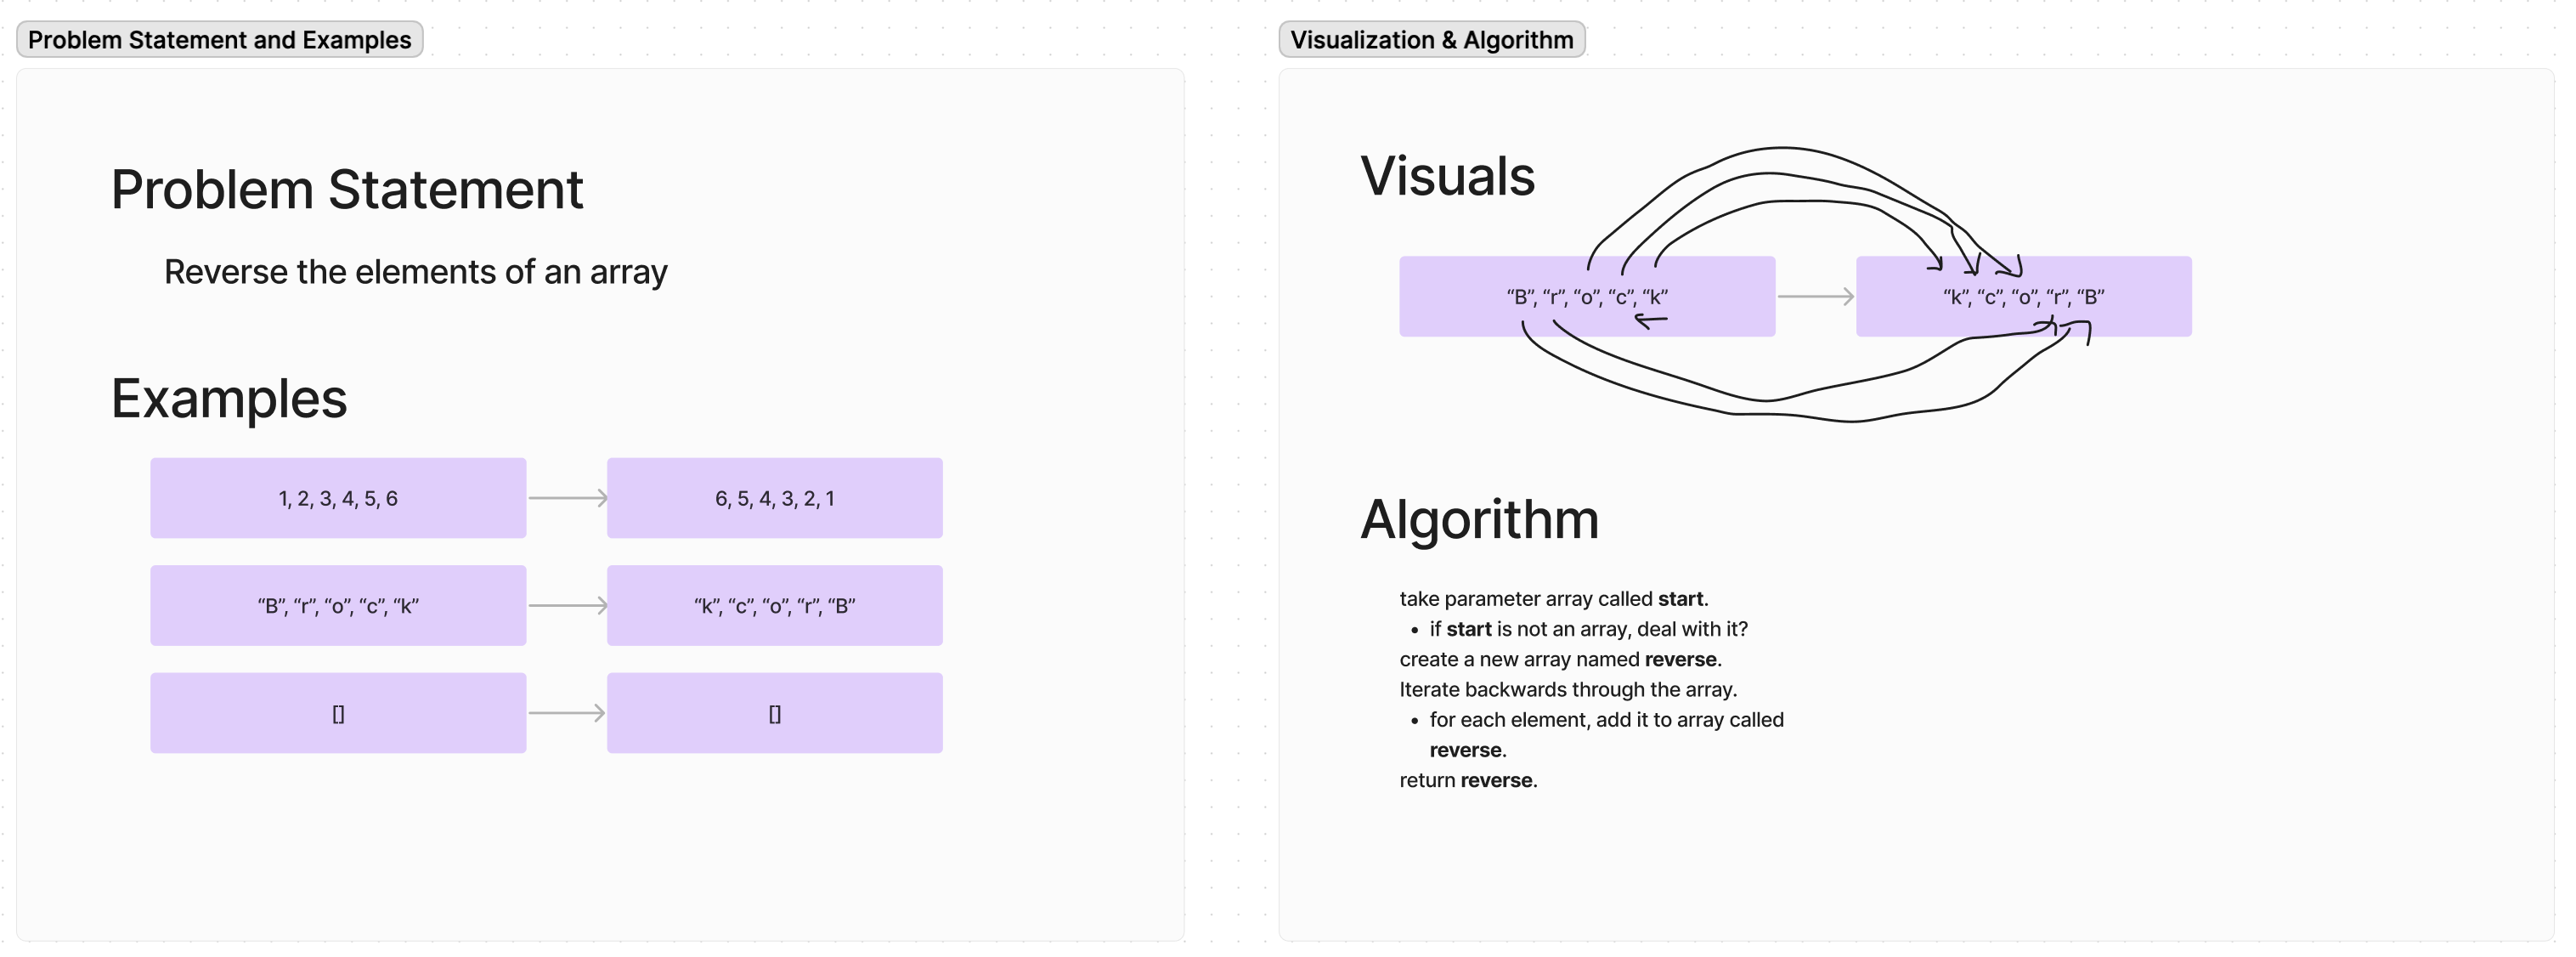 Problem Statement and Examples
Problem Statement
Reverse the elements of an array
Examples
1, 2, 3, 4, 5, 6
6, 5, 4, 3, 2, 1
“B”, “r”, “o”, “c”, “k”
“k”, “c”, “o”, “r”, “B”
[]
[]
Visualization & Algorithm
Visuals
“B”, “r”, “o”, “c”, “k”
“k”, “c”, “o”, “r”, “B”
Algorithm
take parameter array called start.
• if start is not an array, deal with it?
create a new array named reverse.
Iterate backwards through the array.
• for each element, add it to array called
reverse.
return reverse.